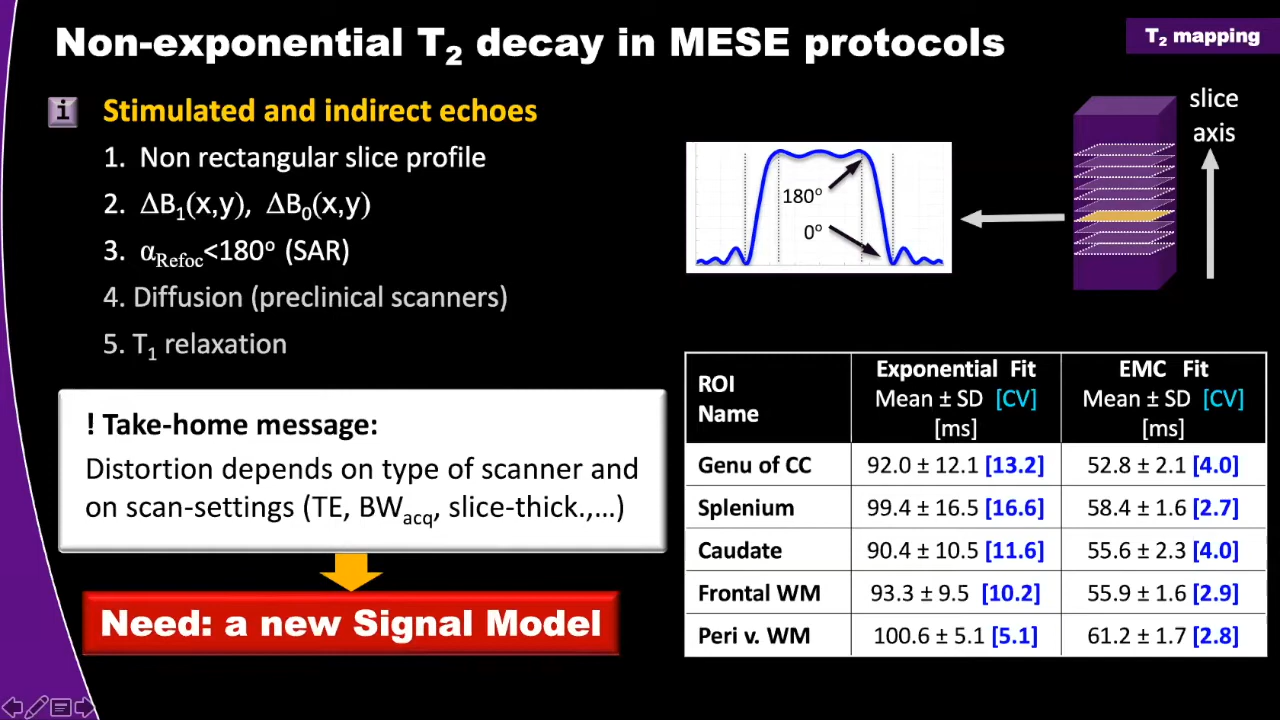 Non-exponential T₂ decay in MESE protocols
T₂ mapping
i Stimulated and indirect echoes
1. Non rectangular slice profile
2. ΔB₁(x,y), ΔB₀(x,y)
3. α_Refoc<180° (SAR)
4. Diffusion (preclinical scanners)
5. T₁ relaxation
180°
0°
slice
axis
! Take-home message:
Distortion depends on type of scanner and
on scan-settings (TE, BW_acq, slice-thick.,...)
Need: a new Signal Model
ROI Name | Exponential Fit Mean ± SD [CV] [ms] | EMC Fit Mean ± SD [CV] [ms]
Genu of CC | 92.0 ± 12.1 [13.2] | 52.8 ± 2.1 [4.0]
Splenium | 99.4 ± 16.5 [16.6] | 58.4 ± 1.6 [2.7]
Caudate | 90.4 ± 10.5 [11.6] | 55.6 ± 2.3 [4.0]
Frontal WM | 93.3 ± 9.5 [10.2] | 55.9 ± 1.6 [2.9]
Peri v. WM | 100.6 ± 5.1 [5.1] | 61.2 ± 1.7 [2.8]